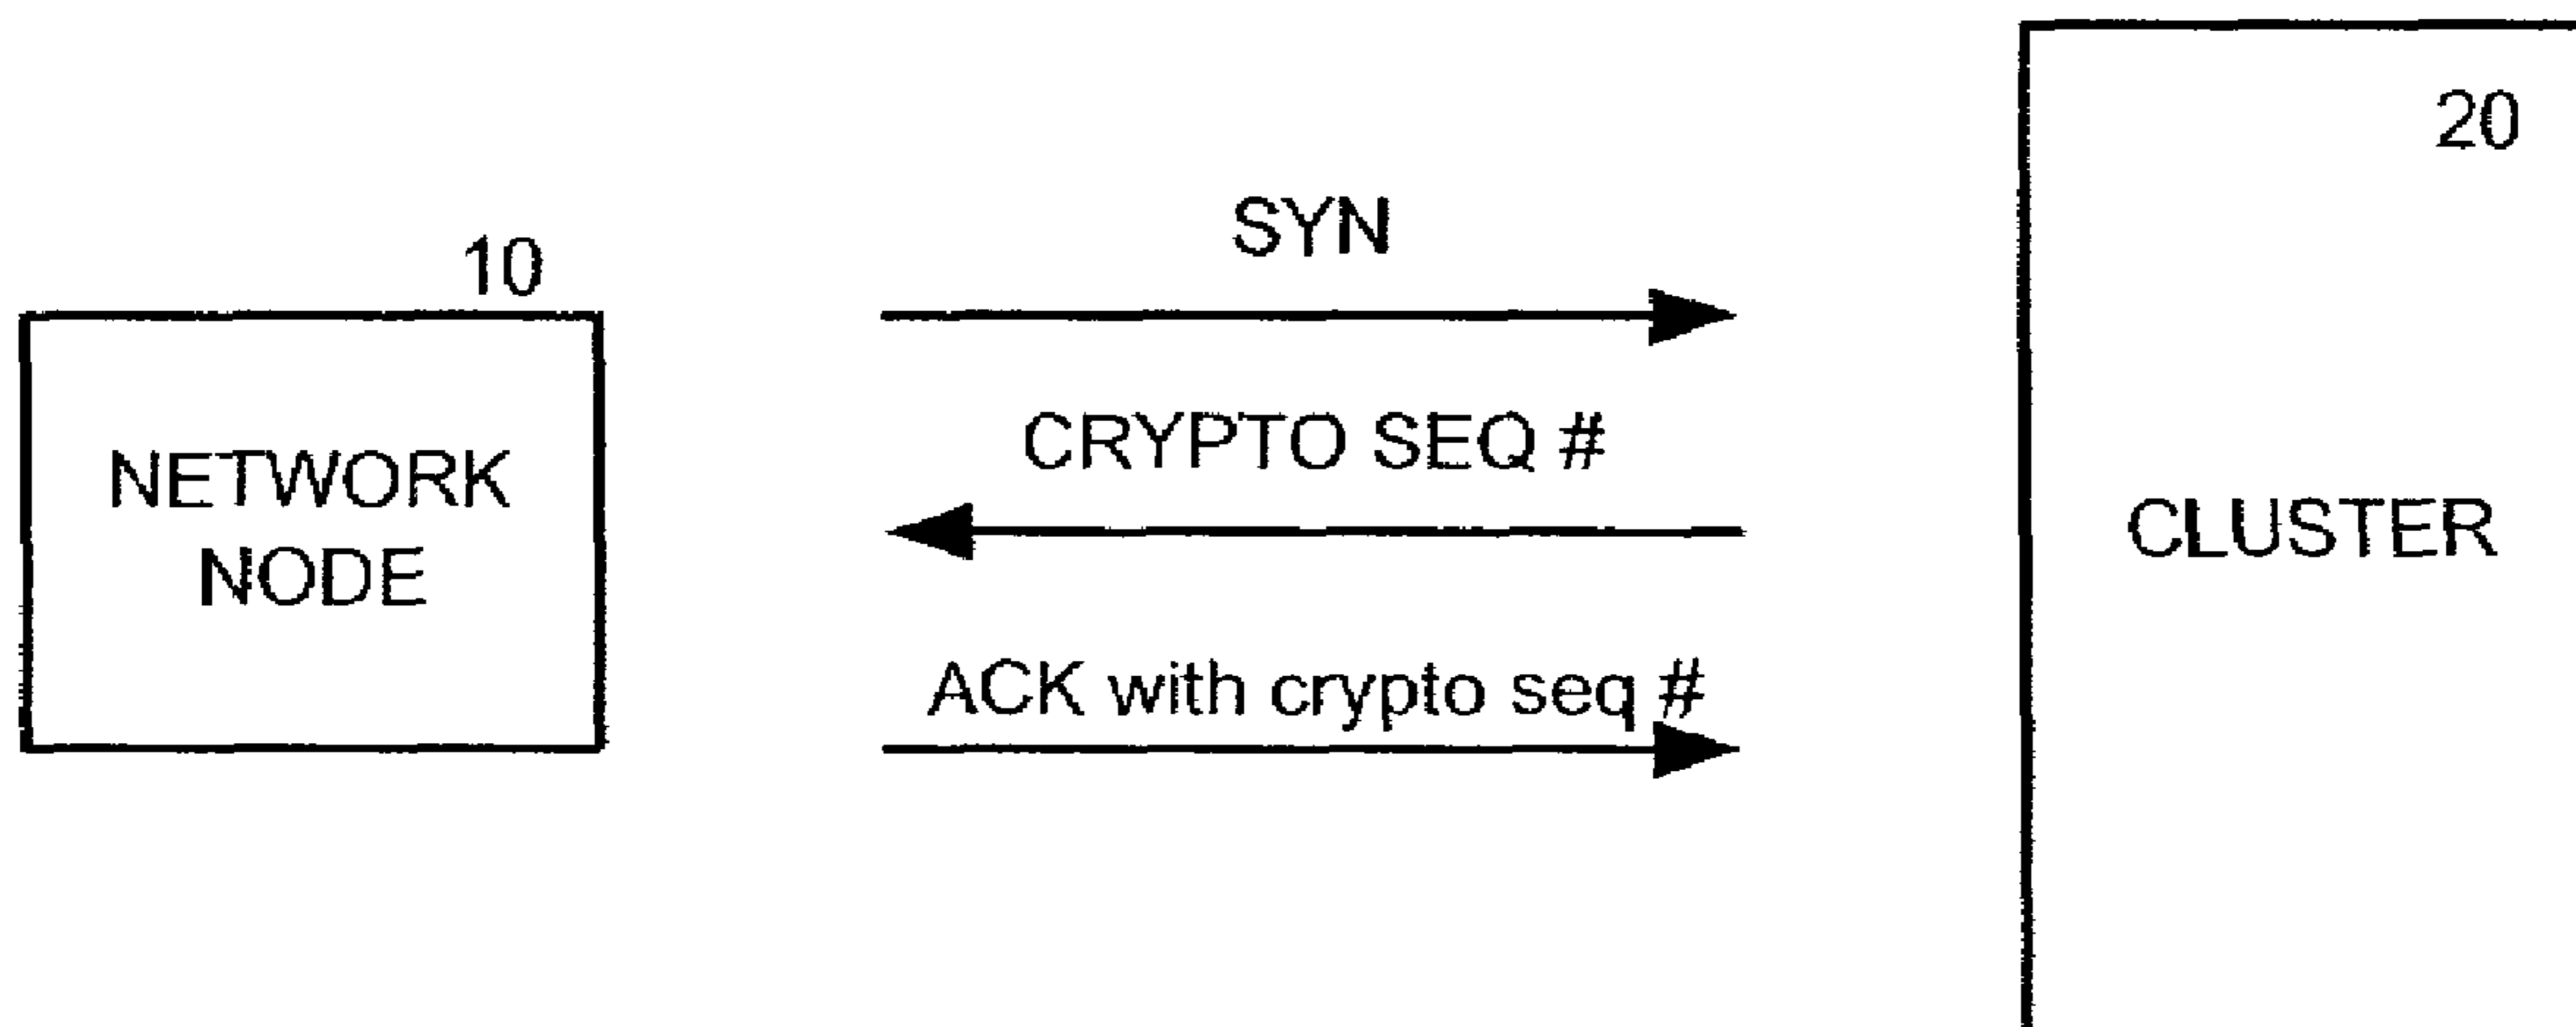 20
SYN
10
CRYPTO SEQ #
NETWORK
NODE
CLUSTER
ACK with crypto seq #